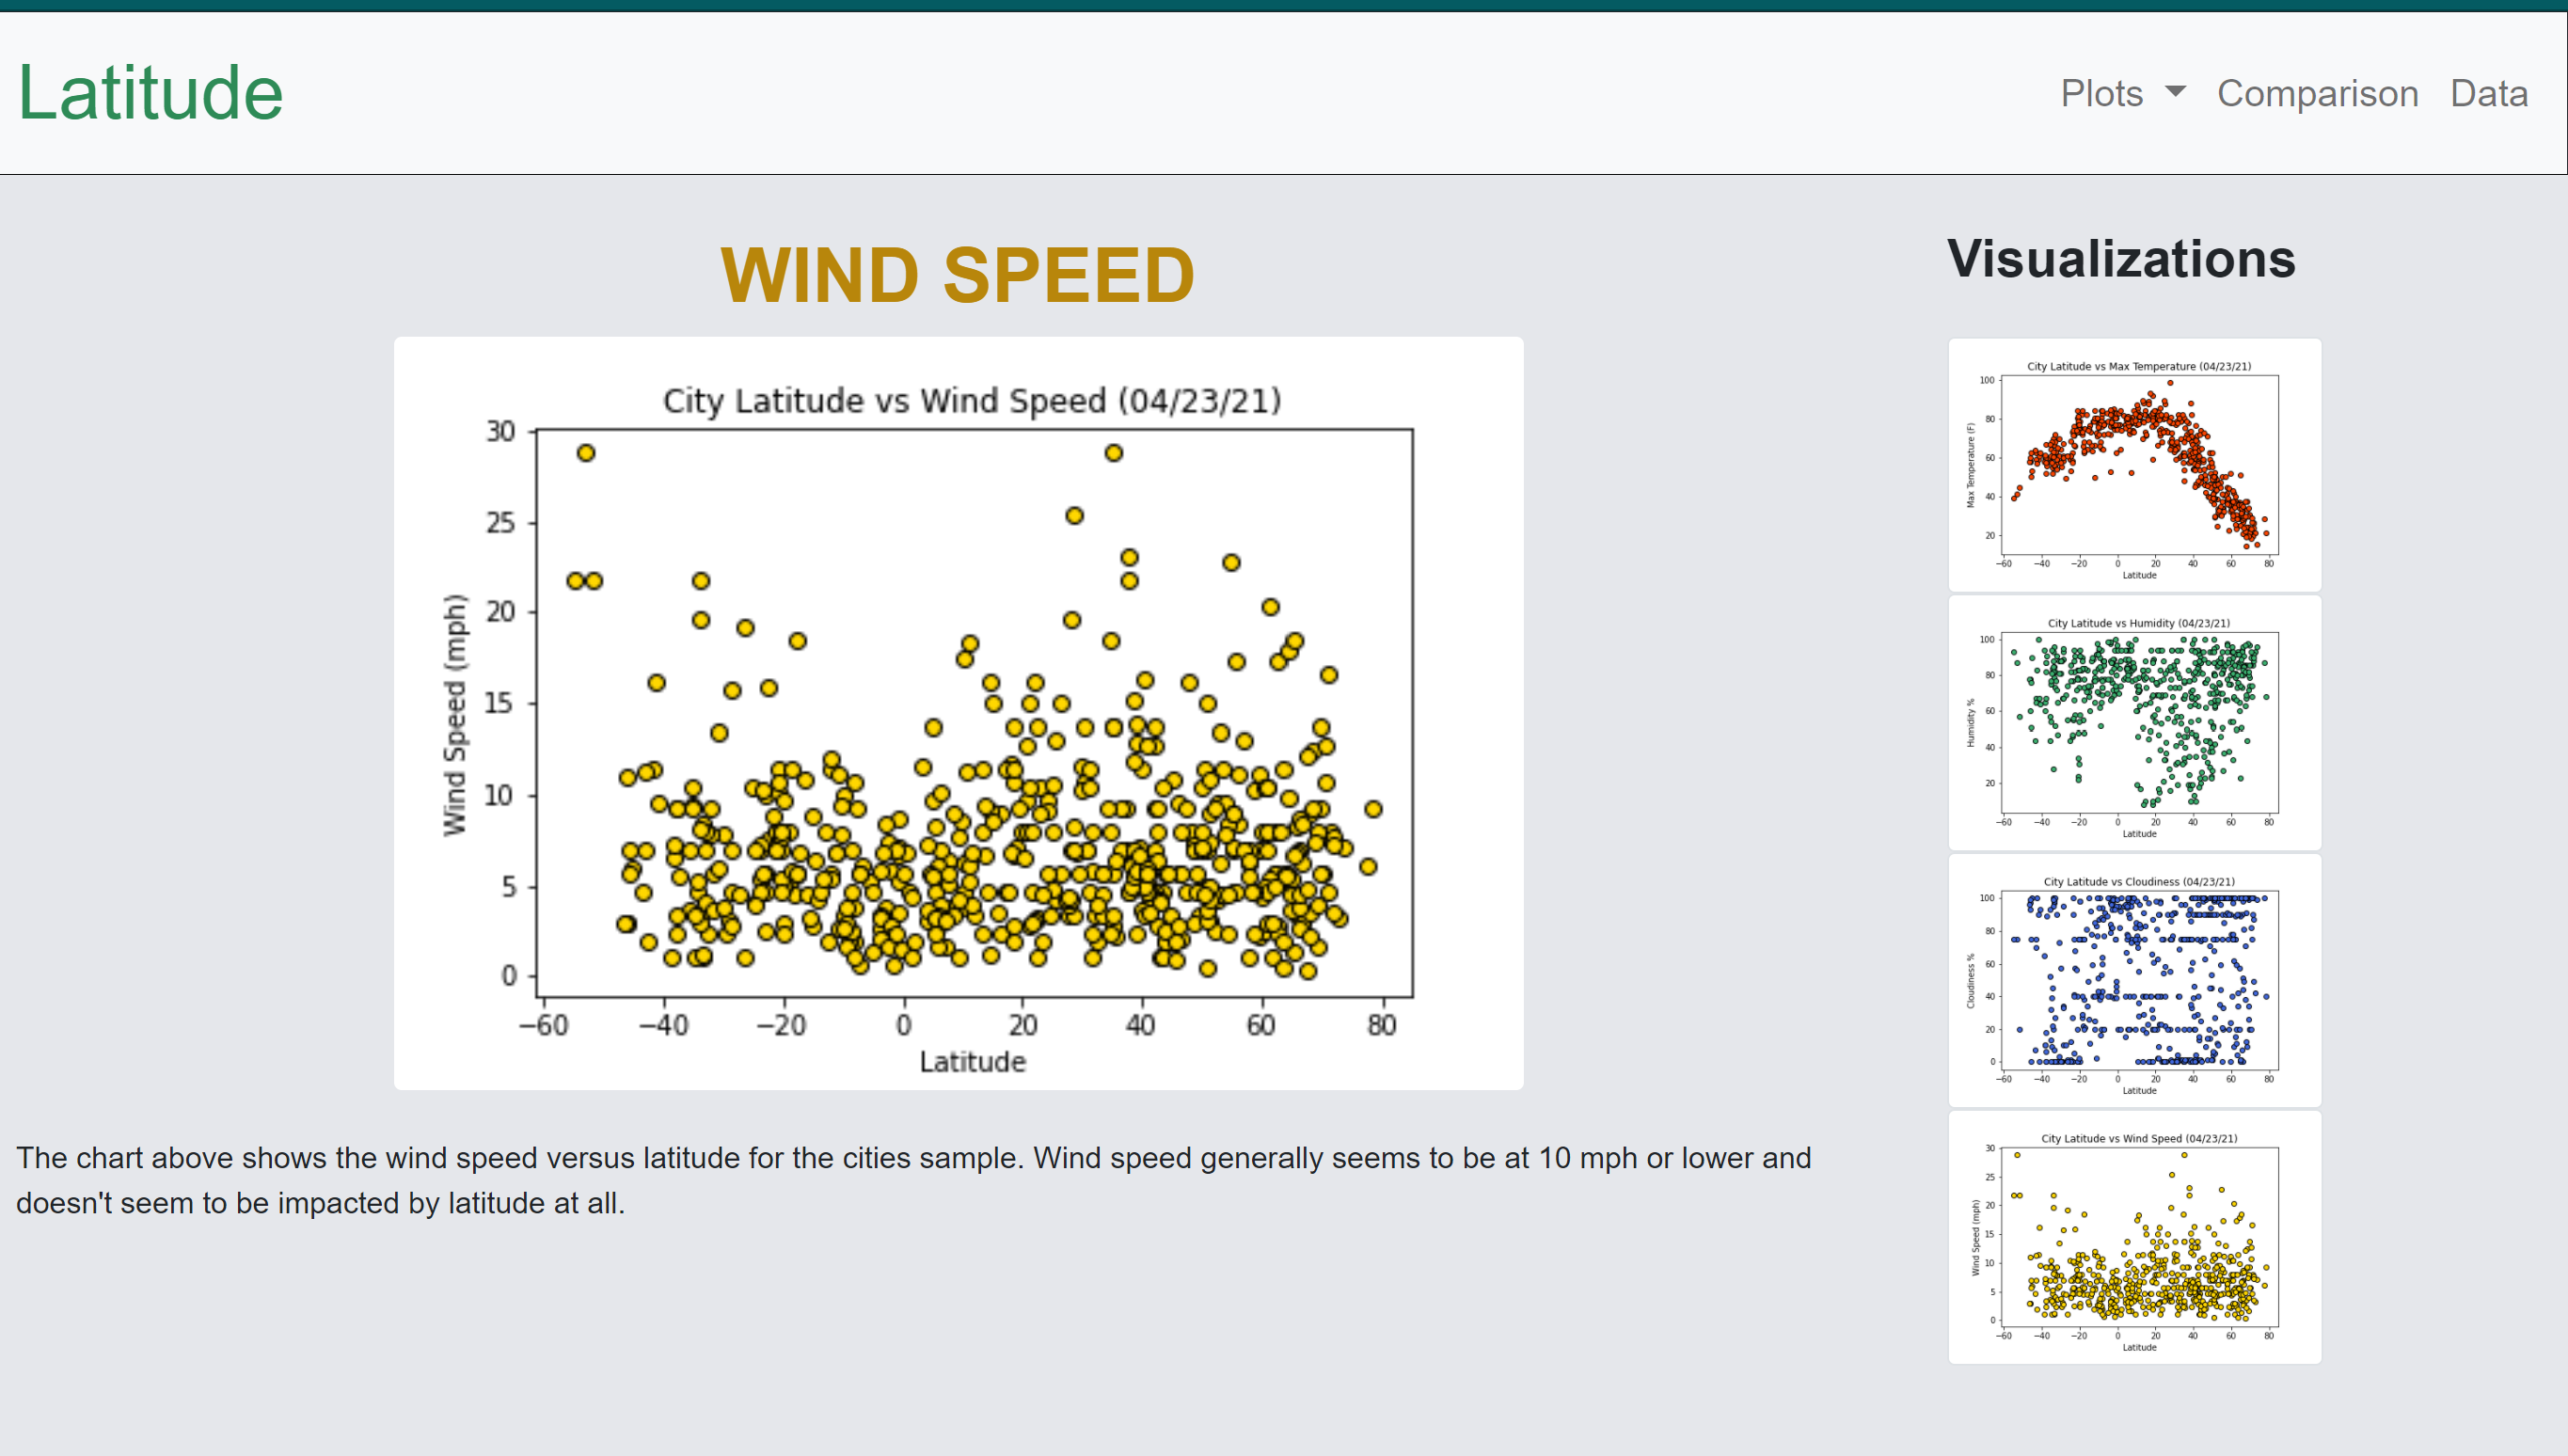 Latitude
Plots Comparison Data
WIND SPEED
City Latitude vs Wind Speed (04/23/21)
30
25
20
15
10
5
0
Wind Speed (mph)
−60 −40 −20 0 20 40 60 80
Latitude
The chart above shows the wind speed versus latitude for the cities sample. Wind speed generally seems to be at 10 mph or lower and
doesn't seem to be impacted by latitude at all.
Visualizations
City Latitude vs Max Temperature (04/23/21)
100
80
60
40
20
Max Temperature (F)
−60 −40 −20 0 20 40 60 80
Latitude
City Latitude vs Humidity (04/23/21)
100
80
60
40
20
Humidity %
−60 −40 −20 0 20 40 60 80
Latitude
City Latitude vs Cloudiness (04/23/21)
100
80
60
40
20
0
Cloudiness %
−60 −40 −20 0 20 40 60 80
Latitude
City Latitude vs Wind Speed (04/23/21)
30
25
20
15
10
5
0
Wind Speed (mph)
−60 −40 −20 0 20 40 60 80
Latitude